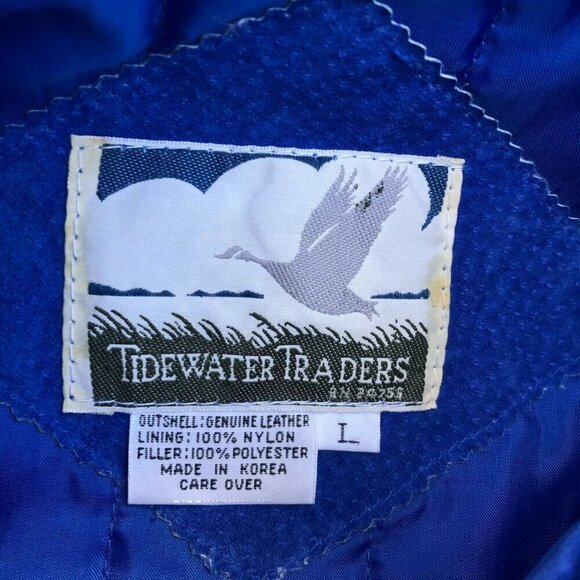 TIDEWATER TRADERS
OUTSHELL:GENUINE LEATHER
LINING:100% NYLON
FILLER:100%POLYESTER
MADE IN KOREA
CARE OVER
L